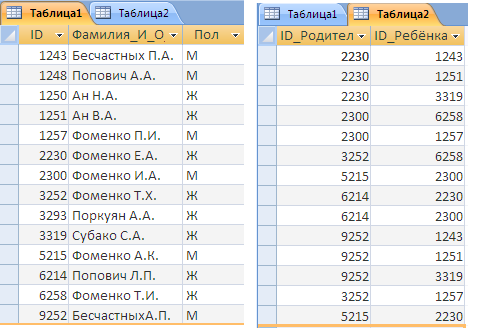 Таблица1 Таблица2
ID Фамилия_И_О Пол
1243 Бесчастных П.А. М
1248 Попович А.А. М
1250 Ан Н.А. Ж
1251 Ан В.А. Ж
1257 Фоменко П.И. М
2230 Фоменко Е.А. Ж
2300 Фоменко И.А. М
3252 Фоменко Т.Х. Ж
3293 Поркуян А.А. Ж
3319 Субако С.А. Ж
5215 Фоменко А.К. М
6214 Попович Л.П. Ж
6258 Фоменко Т.И. Ж
9252 БесчастныхА.П. М
Таблица1 Таблица2
ID_Родител ID_Ребёнка
2230 1243
2230 1251
2230 3319
2300 6258
2300 1257
3252 6258
5215 2300
6214 2230
6214 2300
9252 1243
9252 1251
9252 3319
3252 1257
5215 2230